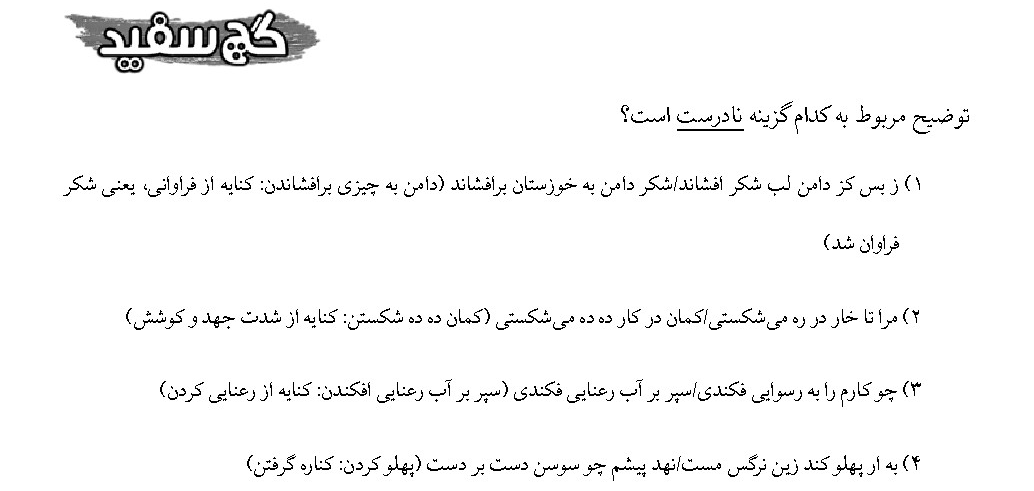 گچ سفید
توضیح مربوط به کدام گزینه نادرست است؟
۱) ز بس کز دامن لب شکر افشاند/شکر دامن به خوزستان برافشاند (دامن به چیزی برافشاندن: کنایه از فراوانی، یعنی شکر
فراوان شد)
۲) مرا تا خار در ره می‌شکستی/کمان در کار ده ده می‌شکستی (کمان ده ده شکستن: کنایه از شدت جهد و کوشش)
۳) چو کارم را به رسوایی فکندی/سپر بر آب رعنایی فکندی (سپر بر آب رعنایی افکندن: کنایه از رعنایی کردن)
۴) به ار پهلو کند زین نرگس مست/نهد پیشم چو سوسن دست بر دست (پهلو کردن: کناره گرفتن)